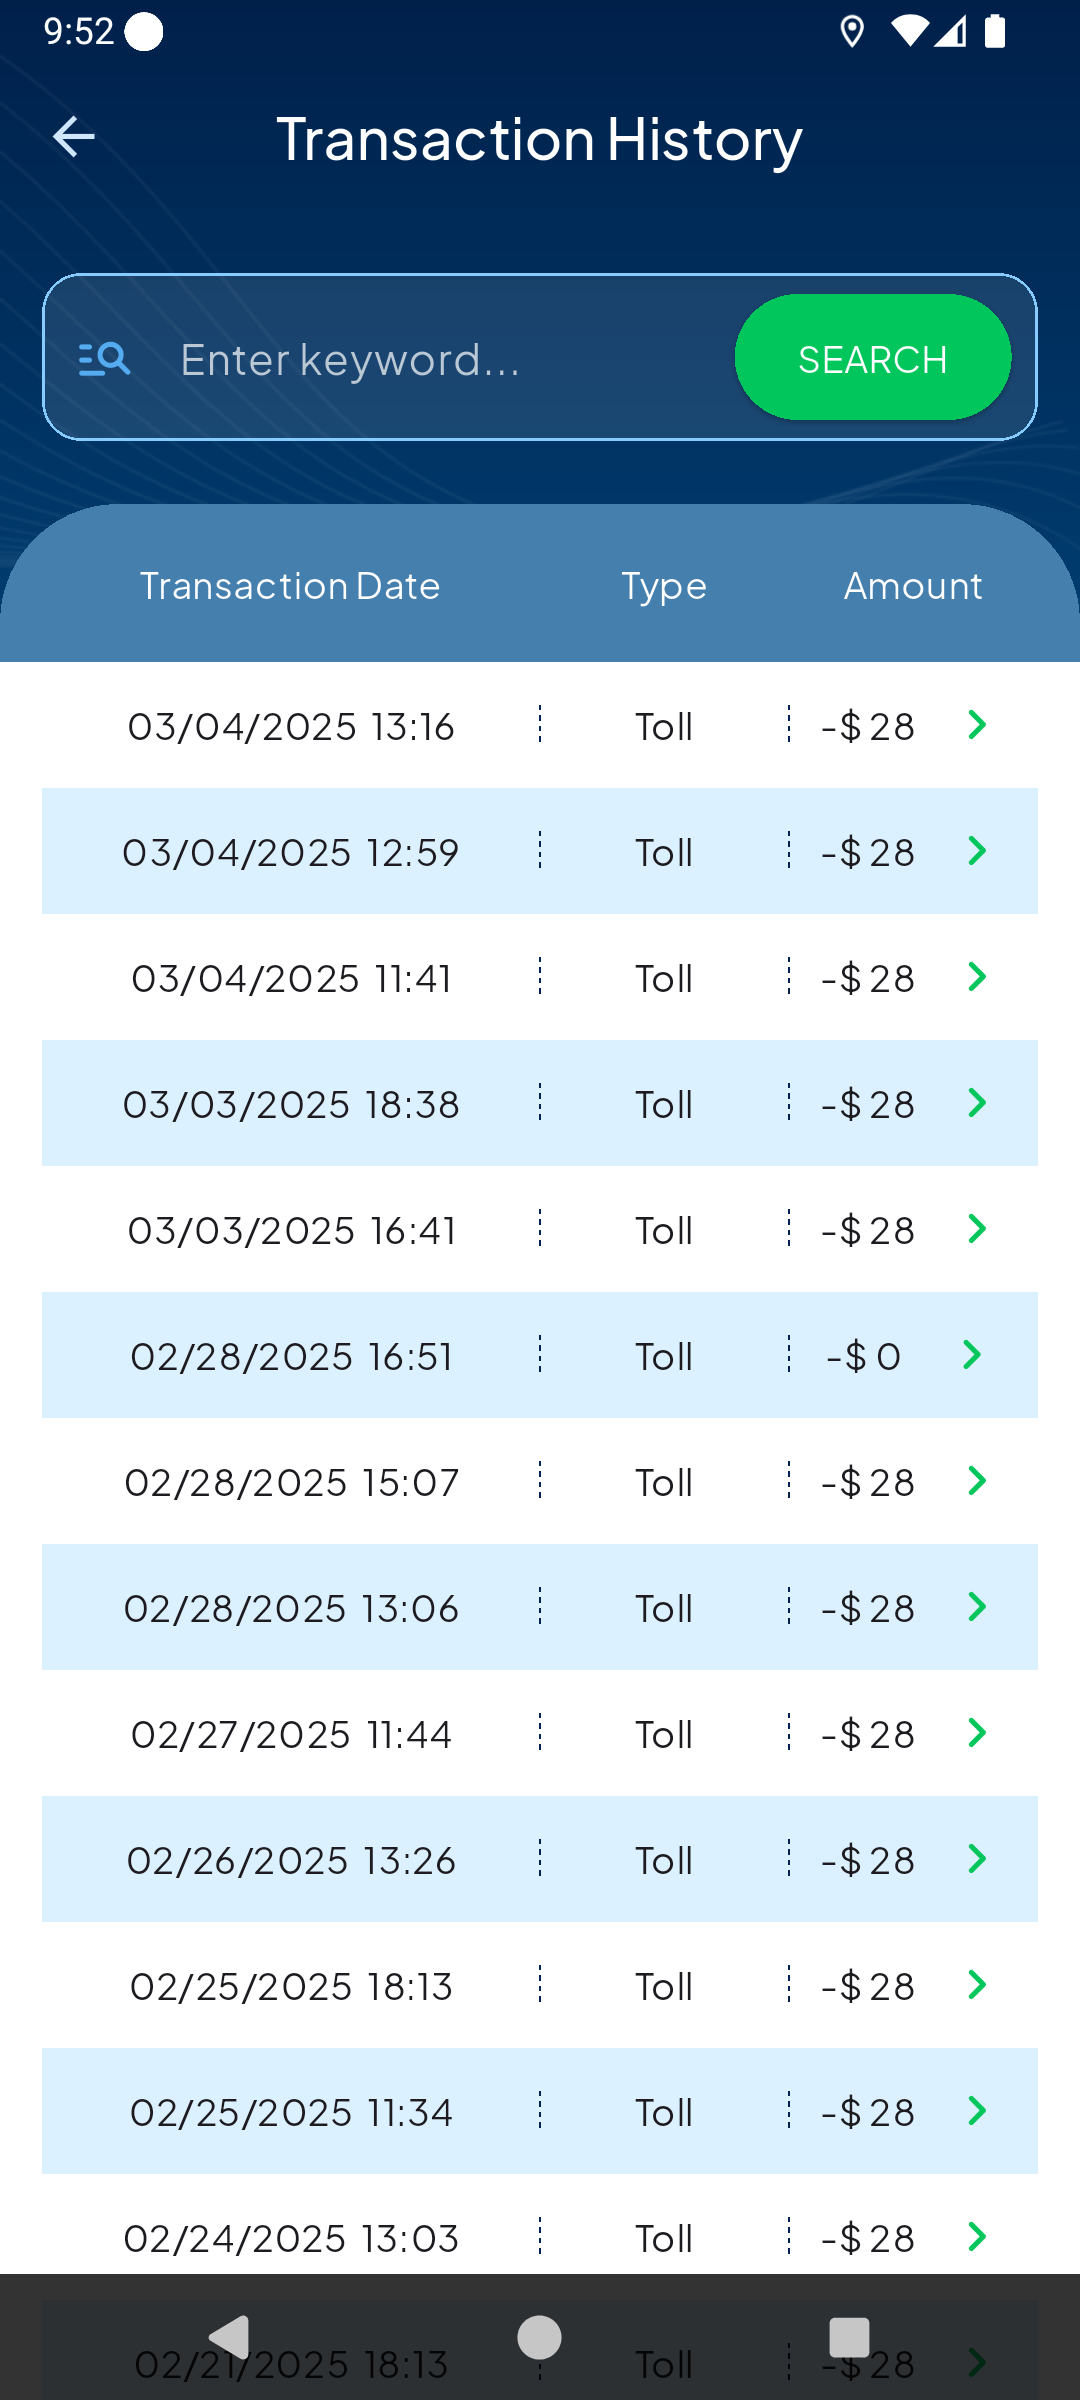 9:52
Transaction History
Enter keyword...
SEARCH
Transaction Date Type Amount
03/04/2025 13:16 Toll -$ 28
03/04/2025 12:59 Toll -$ 28
03/04/2025 11:41 Toll -$ 28
03/03/2025 18:38 Toll -$ 28
03/03/2025 16:41 Toll -$ 28
02/28/2025 16:51 Toll -$ 0
02/28/2025 15:07 Toll -$ 28
02/28/2025 13:06 Toll -$ 28
02/27/2025 11:44 Toll -$ 28
02/26/2025 13:26 Toll -$ 28
02/25/2025 18:13 Toll -$ 28
02/25/2025 11:34 Toll -$ 28
02/24/2025 13:03 Toll -$ 28
02/21/2025 18:13 Toll -$ 28